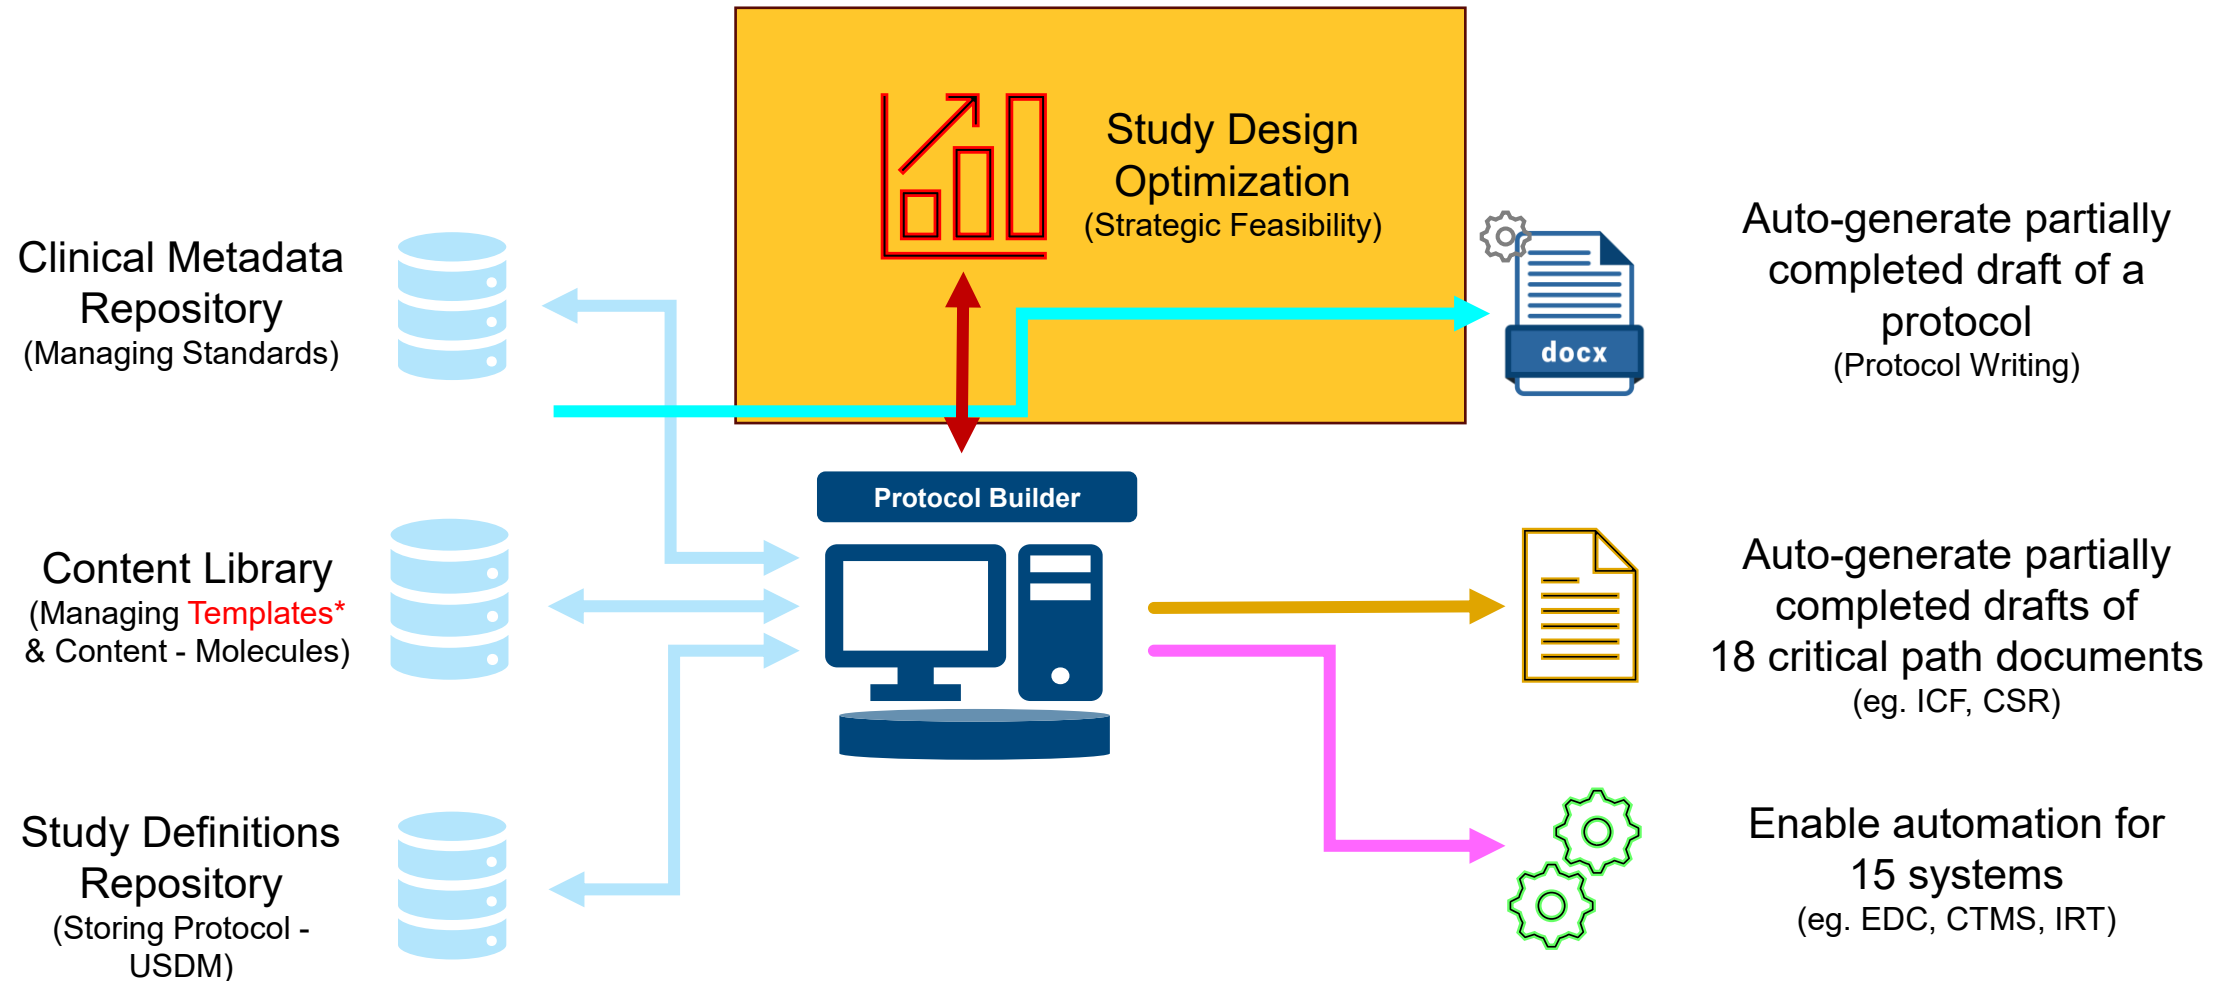 Study Design
Optimization
(Strategic Feasibility)
Clinical Metadata
Repository
(Managing Standards)
Auto-generate partially
completed draft of a
protocol
(Protocol Writing)
docx
Protocol Builder
Content Library
(Managing Templates*
& Content - Molecules)
Auto-generate partially
completed drafts of
18 critical path documents
(eg. ICF, CSR)
Study Definitions
Repository
(Storing Protocol -
USDM)
Enable automation for
15 systems
(eg. EDC, CTMS, IRT)